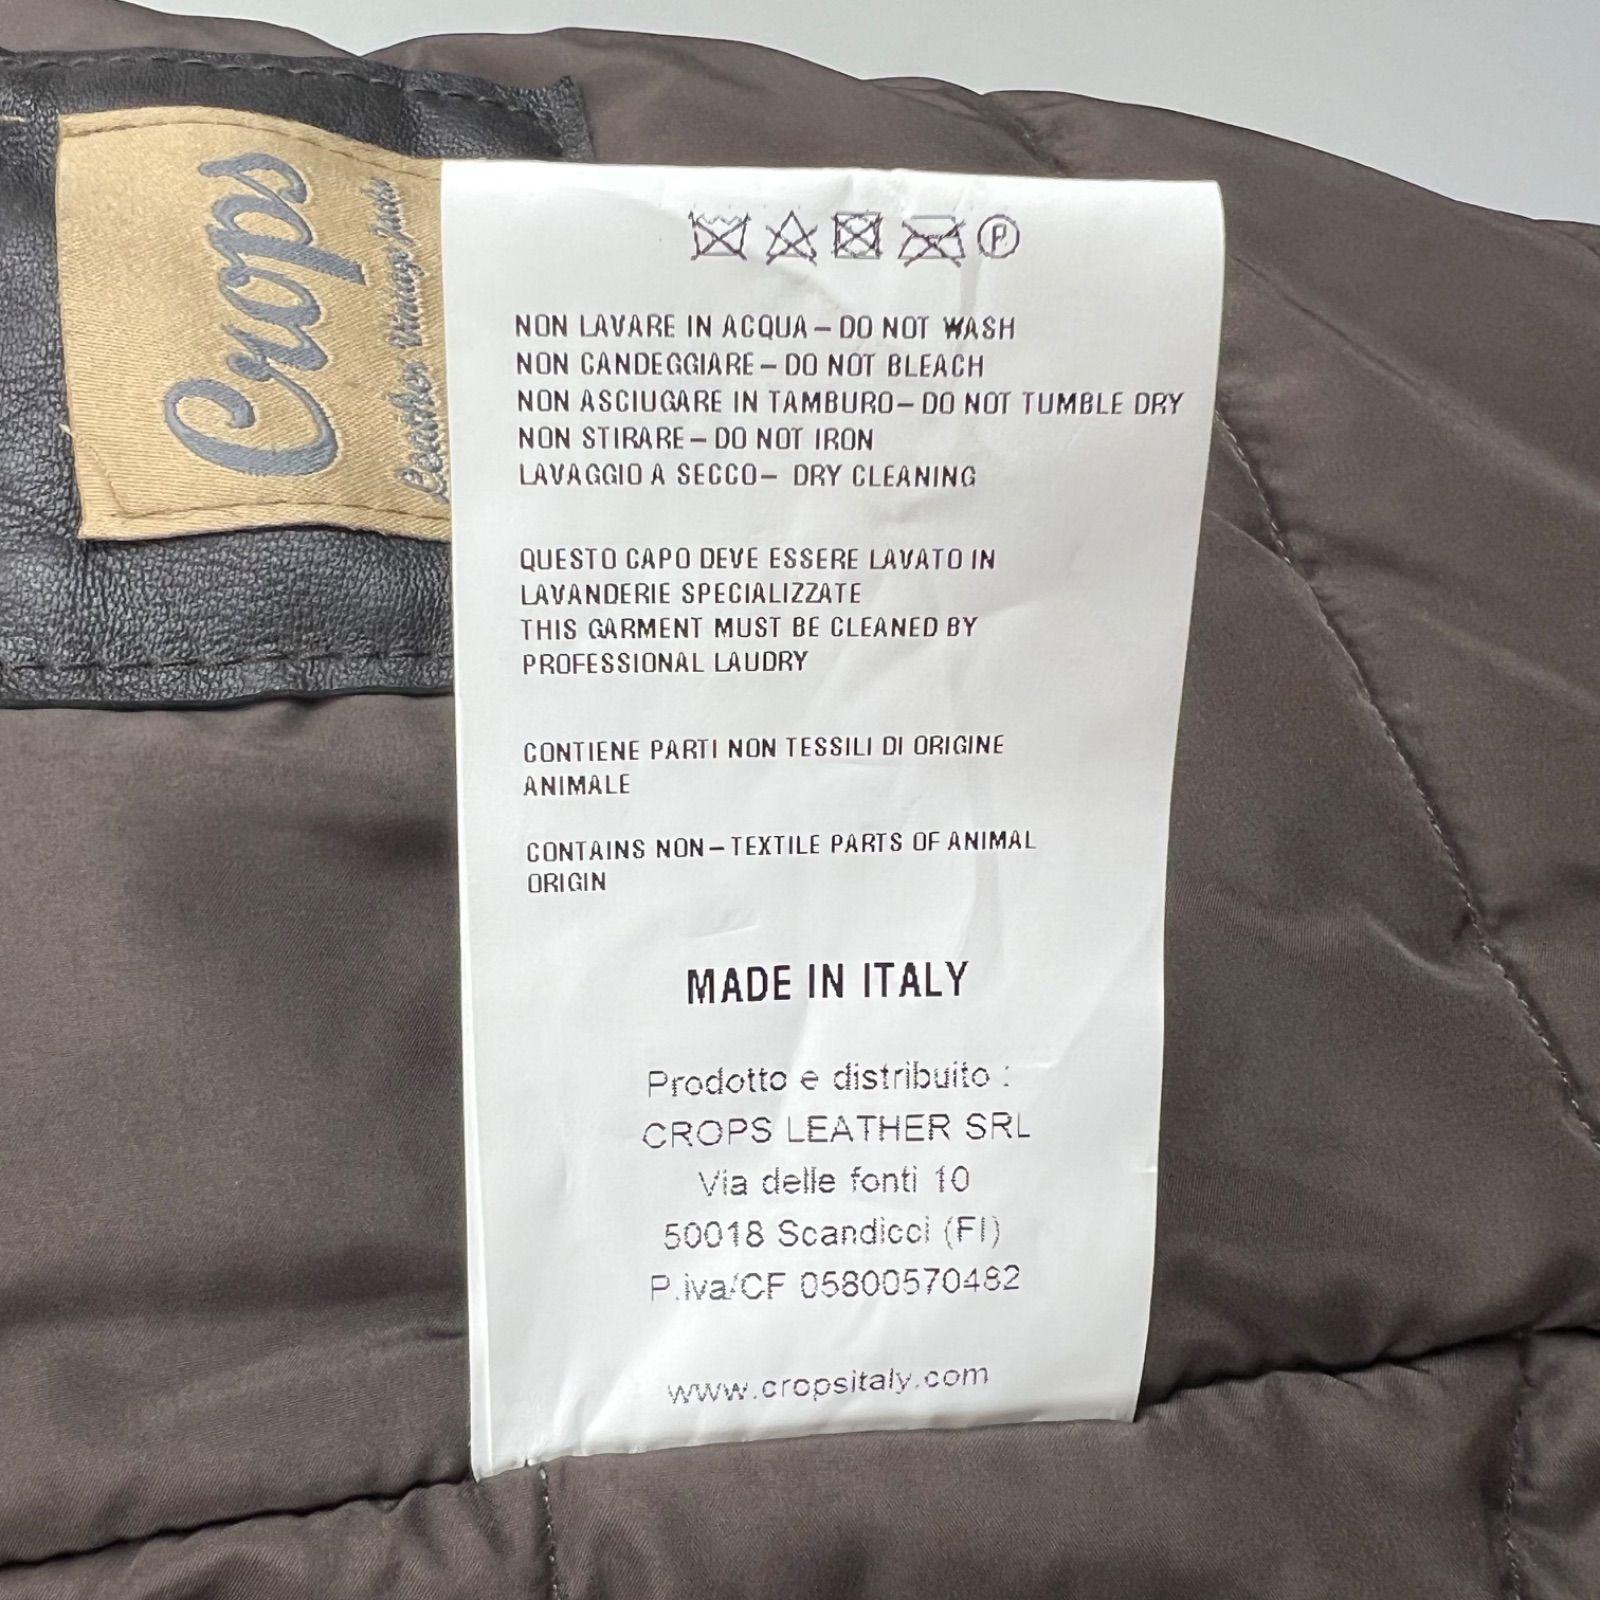 Crops
Leather Vintage
Ⓟ
NON LAVARE IN ACQUA – DO NOT WASH
NON CANDEGGIARE – DO NOT BLEACH
NON ASCIUGARE IN TAMBURO – DO NOT TUMBLE DRY
NON STIRARE – DO NOT IRON
LAVAGGIO A SECCO – DRY CLEANING
QUESTO CAPO DEVE ESSERE LAVATO IN
LAVANDERIE SPECIALIZZATE
THIS GARMENT MUST BE CLEANED BY
PROFESSIONAL LAUDRY
CONTIENE PARTI NON TESSILI DI ORIGINE
ANIMALE
CONTAINS NON – TEXTILE PARTS OF ANIMAL
ORIGIN
MADE IN ITALY
Prodotto e distribuito :
CROPS LEATHER SRL
Via delle fonti 10
50018 Scandicci (FI)
P.iva/CF 05800570482
www.cropsitaly.com